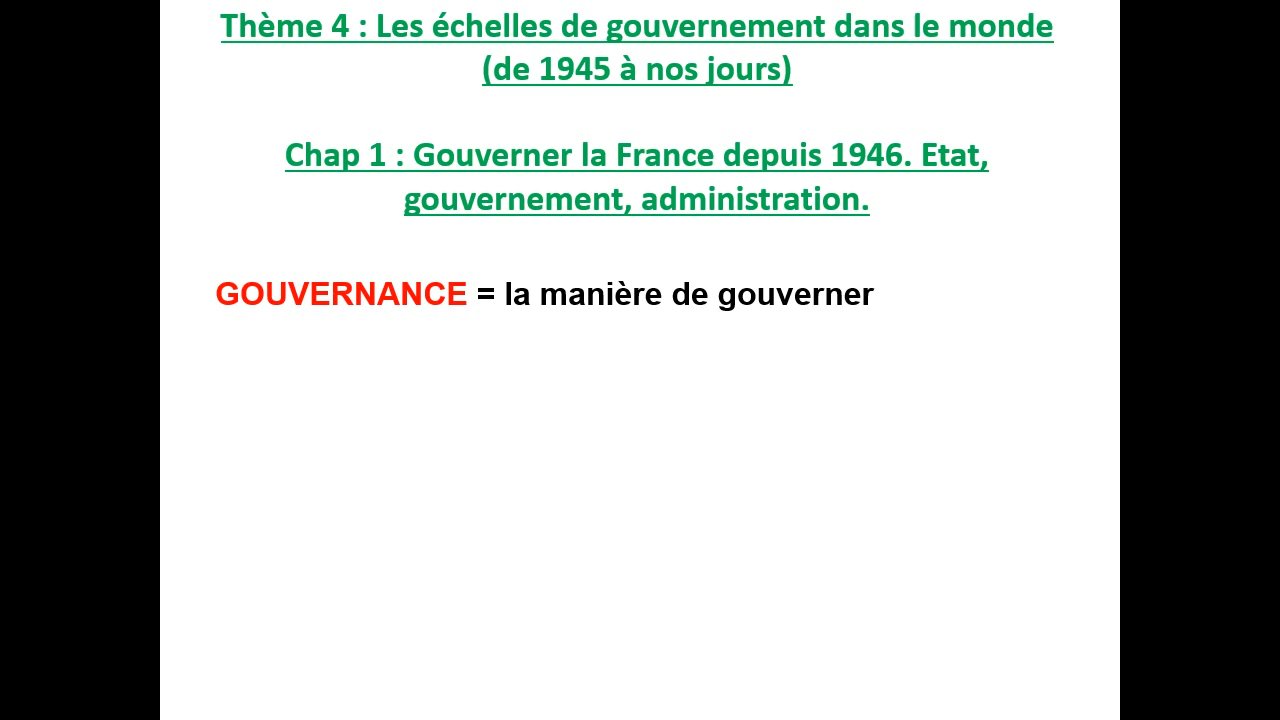 Thème 4 : Les échelles de gouvernement dans le monde
(de 1945 à nos jours)
Chap 1 : Gouverner la France depuis 1946. Etat,
gouvernement, administration.
GOUVERNANCE = la manière de gouverner